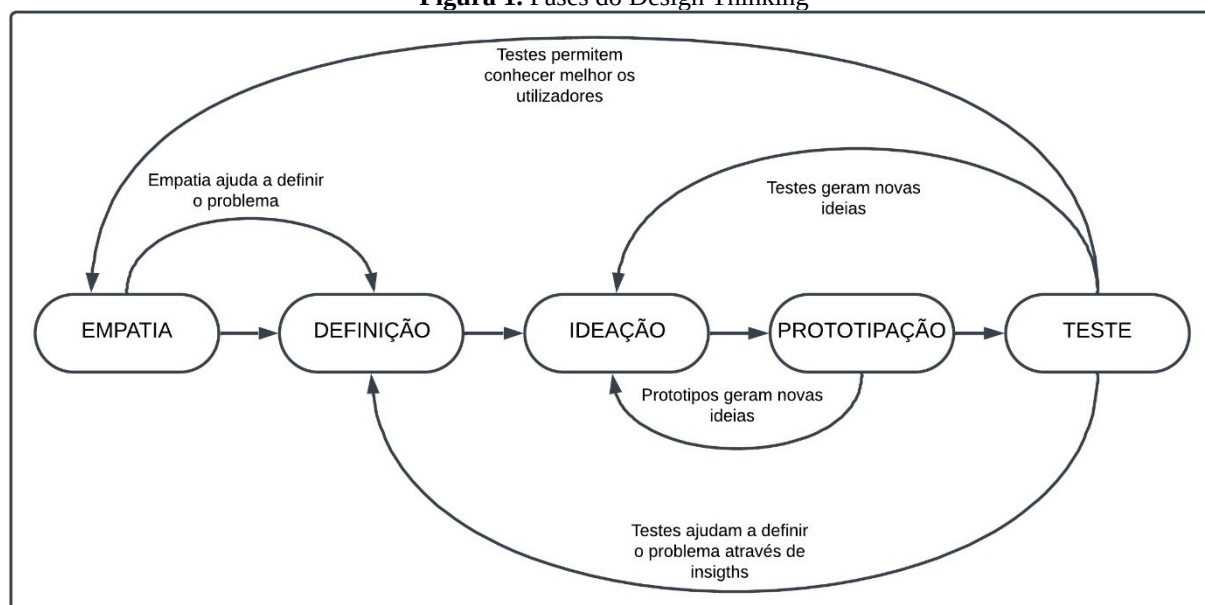 Figura 1. Fases do Design Thinking
Testes permitem
conhecer melhor os
utilizadores
Empatia ajuda a definir
o problema
Testes geram novas
ideias
EMPATIA
DEFINIÇÃO
IDEAÇÃO
PROTOTIPAÇÃO
TESTE
Prototipos geram novas
ideias
Testes ajudam a definir
o problema através de
insigths